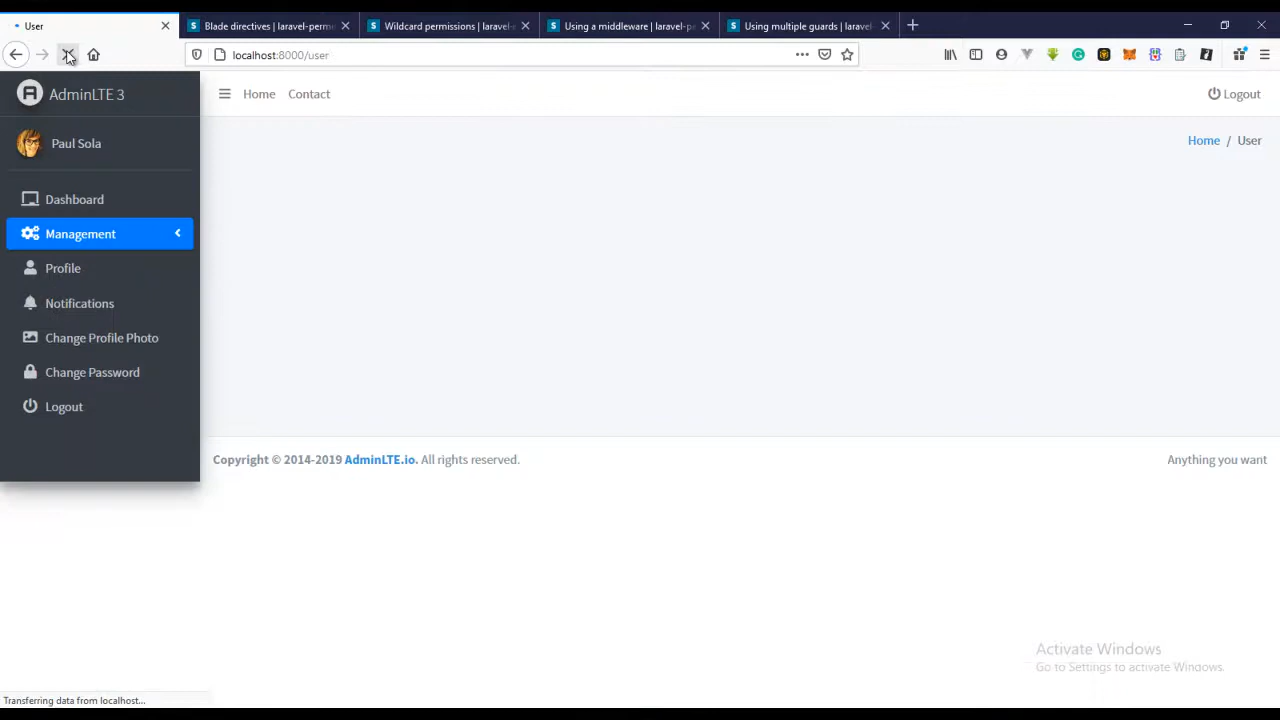 User
Blade directives | laravel-perm
Wildcard permissions | laravel-
Using a middleware | laravel-p
Using multiple guards | larave
localhost:8000/user
AdminLTE 3
Home
Contact
Logout
Paul Sola
Home / User
Dashboard
Management
Profile
Notifications
Change Profile Photo
Change Password
Logout
Copyright © 2014-2019 AdminLTE.io. All rights reserved.
Anything you want
Activate Windows
Go to Settings to activate Windows.
Transferring data from localhost...